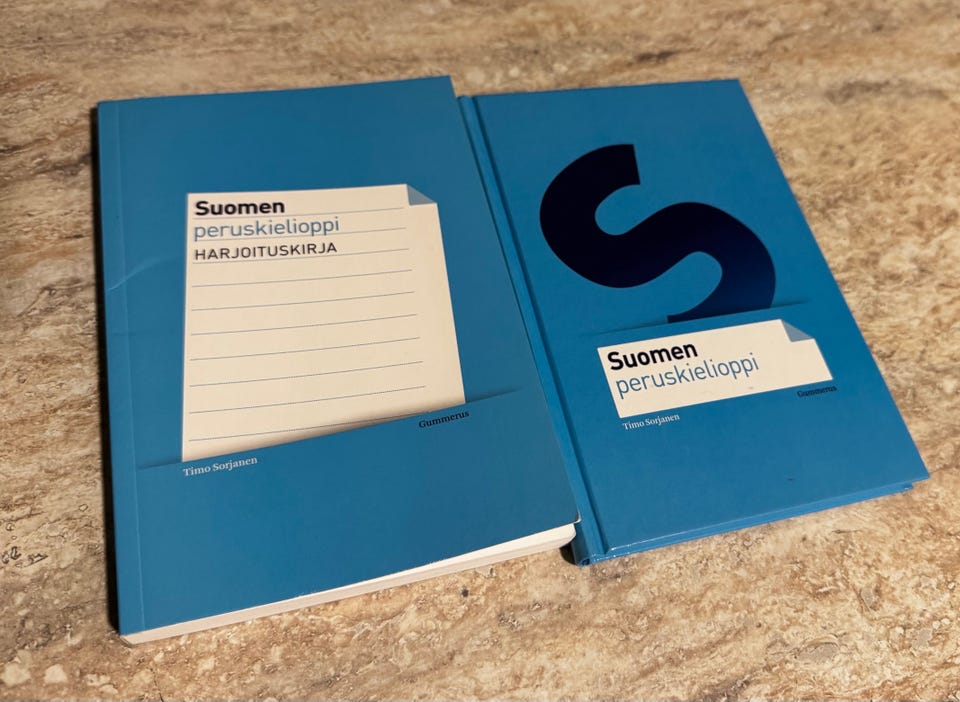 Suomen
peruskielioppi
HARJOITUSKIRJA
Gummerus
Timo Sorjanen
S
Suomen
peruskielioppi
Gummerus
Timo Sorjanen